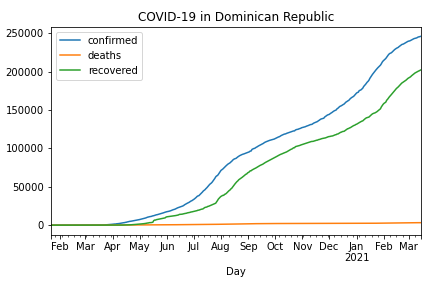 COVID-19 in Dominican Republic
confirmed
deaths
recovered
250000
200000
150000
100000
50000
0
Feb Mar Apr May Jun Jul Aug Sep Oct Nov Dec Jan Feb Mar
2021
Day